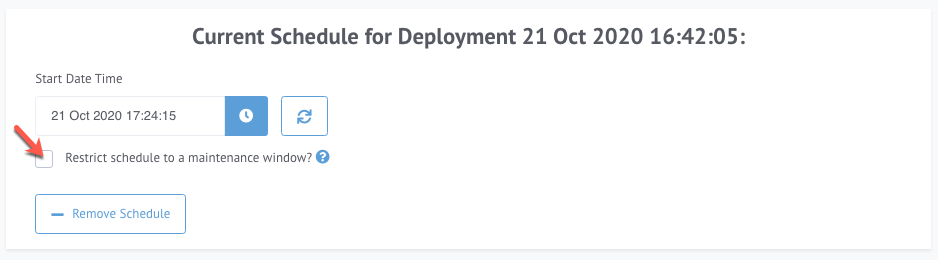 Current Schedule for Deployment 21 Oct 2020 16:42:05:
Start Date Time
21 Oct 2020 17:24:15
Restrict schedule to a maintenance window? ?
Remove Schedule